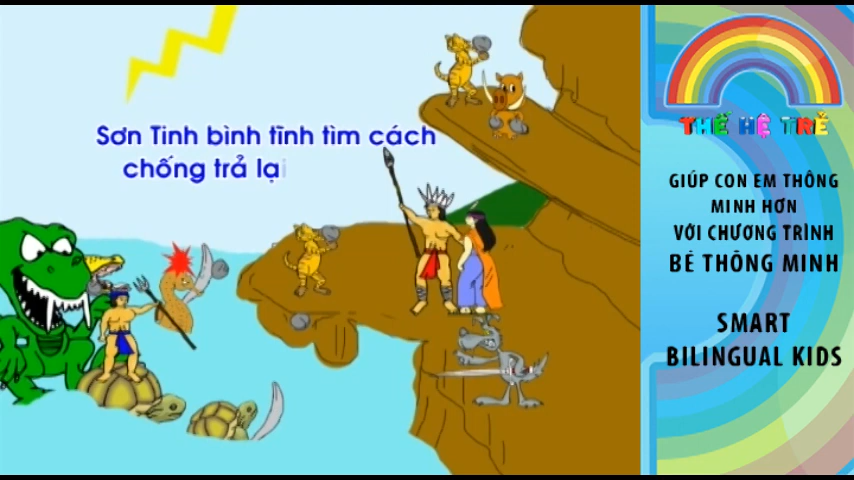 Sơn Tinh bình tĩnh tìm cách
chống trả lại
THẾ HỆ TRẺ
GIÚP CON EM THÔNG
MINH HƠN
VỚI CHƯƠNG TRÌNH
BÉ THÔNG MINH
SMART
BILINGUAL KIDS